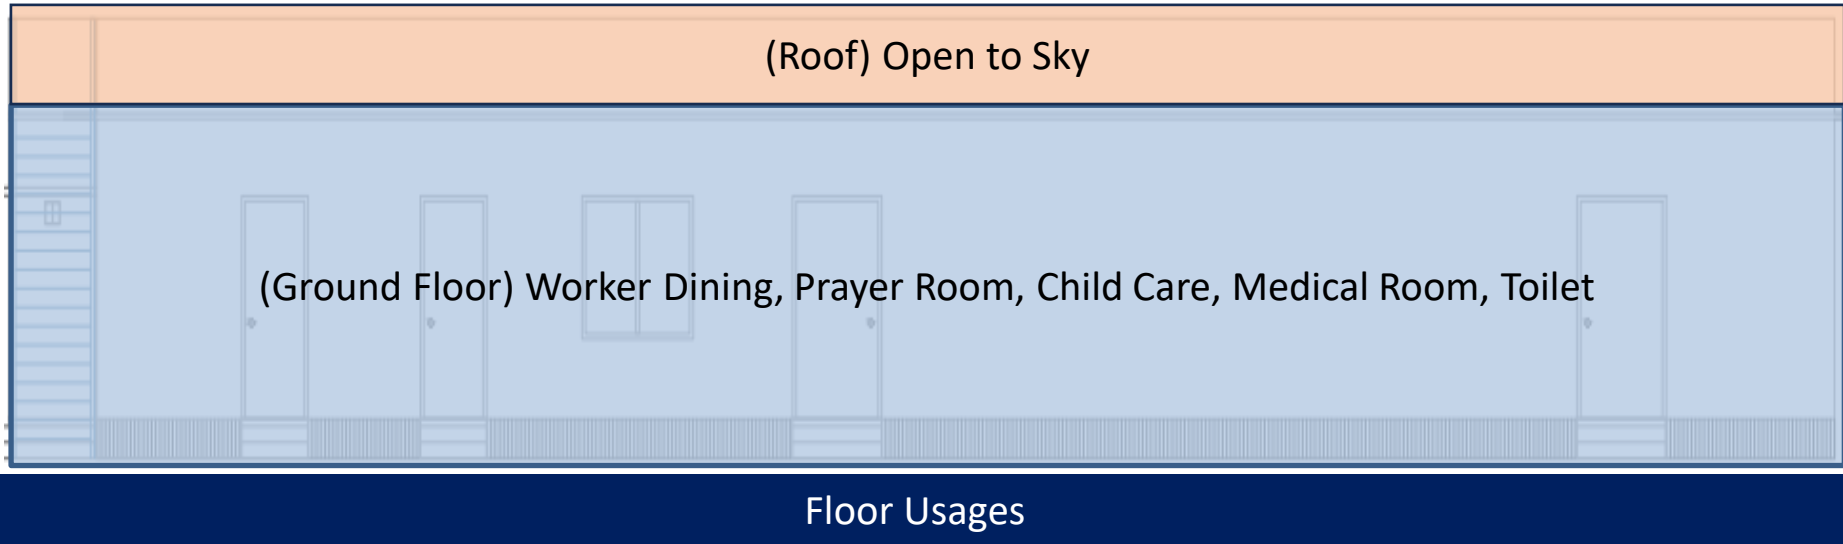 (Roof) Open to Sky
(Ground Floor) Worker Dining, Prayer Room, Child Care, Medical Room, Toilet
Floor Usages